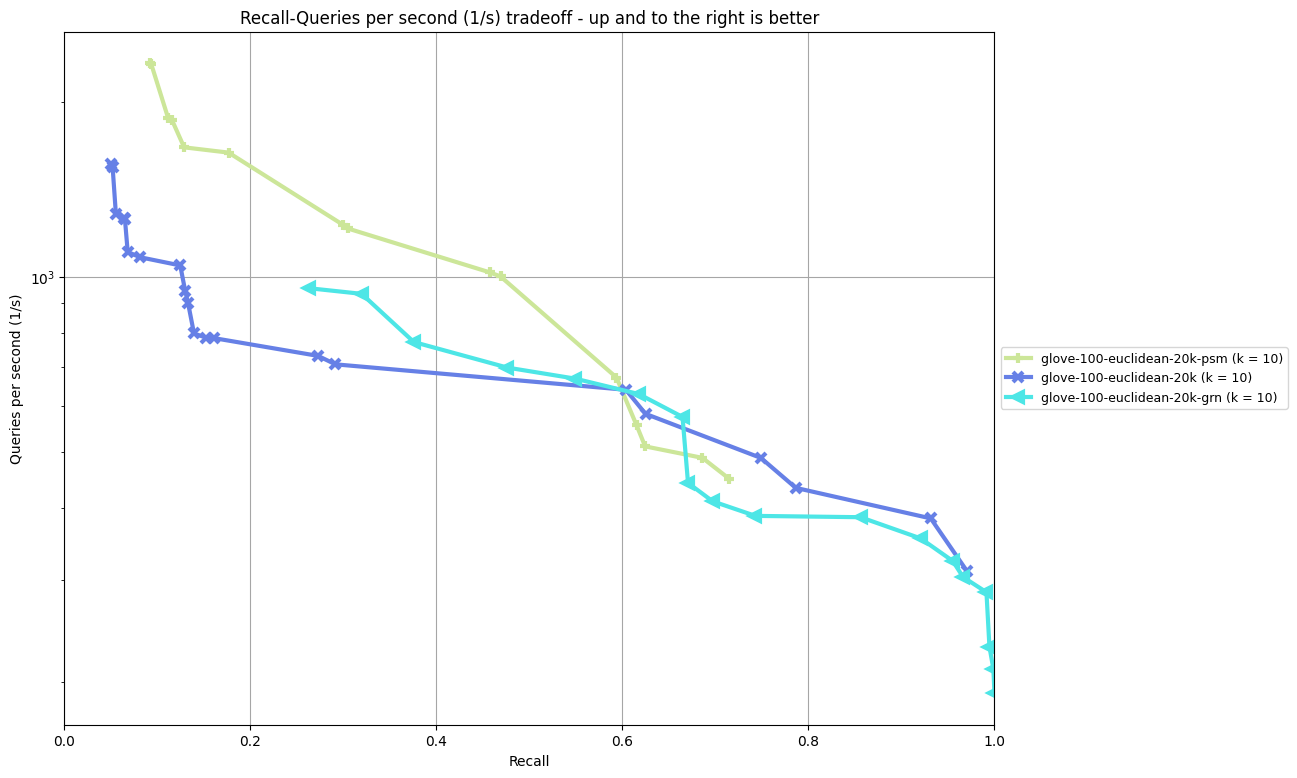 Recall-Queries per second (1/s) tradeoff - up and to the right is better
Queries per second (1/s)
10³
0.0 0.2 0.4 0.6 0.8 1.0
Recall
glove-100-euclidean-20k-psm (k = 10)
glove-100-euclidean-20k (k = 10)
glove-100-euclidean-20k-grn (k = 10)